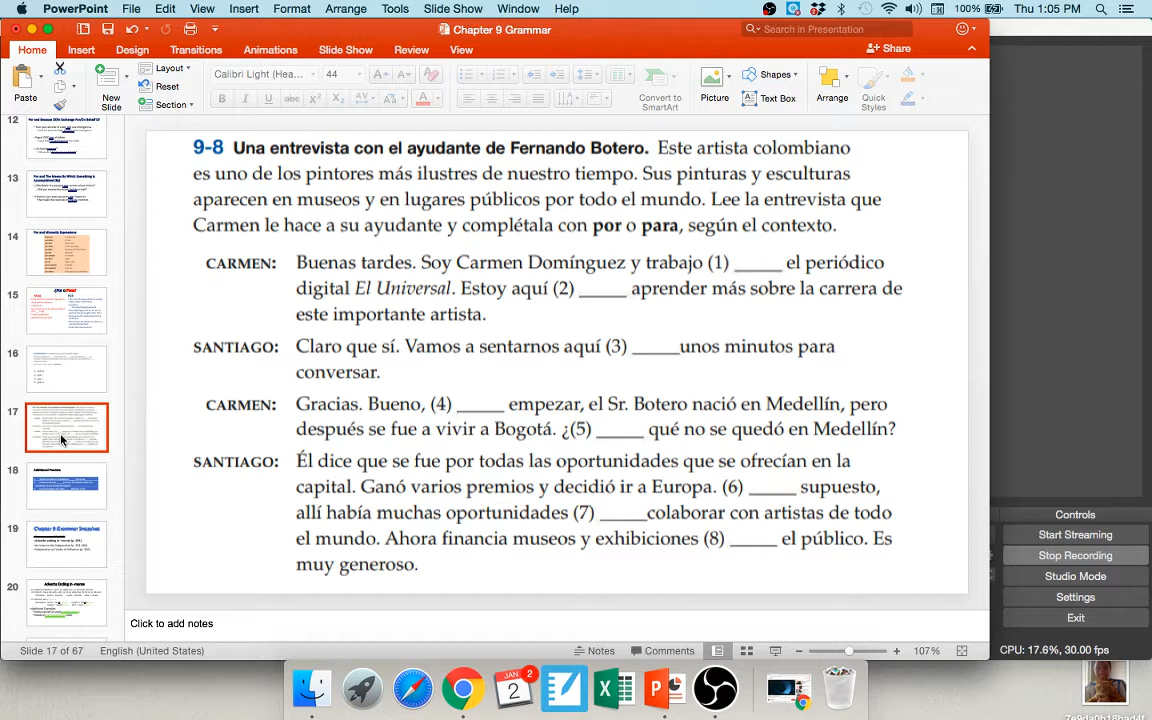 PowerPoint File Edit View Insert Format Arrange Tools Slide Show Window Help 100% Thu 1:05 PM
Chapter 9 Grammar
Search in Presentation
Home Insert Design Transitions Animations Slide Show Review View
Share
Paste
New
Slide
Layout
Reset
Section
Calibri Light (Hea... 44
Convert to
SmartArt
Picture
Shapes
Text Box
Arrange
Quick
Styles
12
13
14
15
16
17
18
19
20
Additional Practice
Chapter 9 Grammar Snapshot
Adverbs Ending in -mente
9-8 Una entrevista con el ayudante de Fernando Botero. Este artista colombiano
es uno de los pintores más ilustres de nuestro tiempo. Sus pinturas y esculturas
aparecen en museos y en lugares públicos por todo el mundo. Lee la entrevista que
Carmen le hace a su ayudante y complétala con por o para, según el contexto.
CARMEN: Buenas tardes. Soy Carmen Domínguez y trabajo (1) _____ el periódico
digital El Universal. Estoy aquí (2) _____ aprender más sobre la carrera de
este importante artista.
SANTIAGO: Claro que sí. Vamos a sentarnos aquí (3) _____unos minutos para
conversar.
CARMEN: Gracias. Bueno, (4) _____ empezar, el Sr. Botero nació en Medellín, pero
después se fue a vivir a Bogotá. ¿(5) _____ qué no se quedó en Medellín?
SANTIAGO: Él dice que se fue por todas las oportunidades que se ofrecían en la
capital. Ganó varios premios y decidió ir a Europa. (6) _____ supuesto,
allí había muchas oportunidades (7) _____colaborar con artistas de todo
el mundo. Ahora financia museos y exhibiciones (8) _____ el público. Es
muy generoso.
Click to add notes
Slide 17 of 67 English (United States) Notes Comments 107%
Controls
Start Streaming
Stop Recording
Studio Mode
Settings
Exit
CPU: 17.6%, 30.00 fps
JAN
2
2